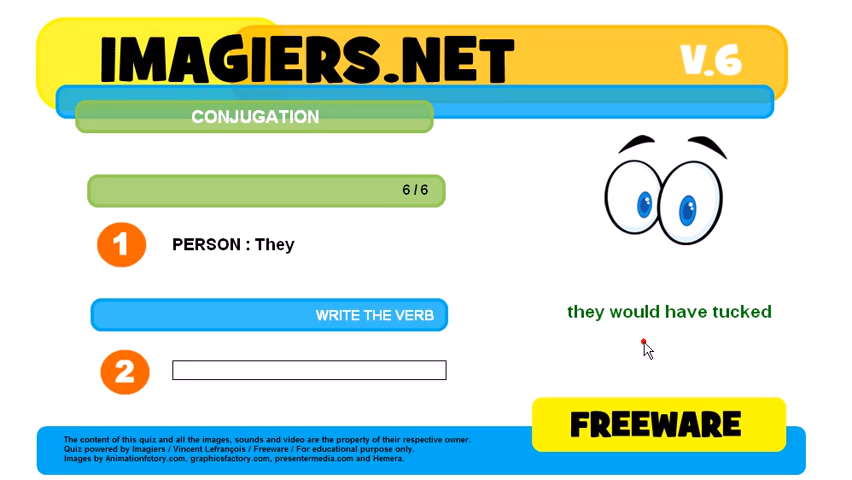 IMAGIERS.NET
V.6
CONJUGATION
6 / 6
1 PERSON : They
they would have tucked
WRITE THE VERB
2
FREEWARE
The content of this quiz and all the images, sounds and video are the property of their respective owner.
Quiz powered by Imagiers / Vincent Lefrançois / Freeware / For educational purpose only.
Images by Animationfctory.com, graphicsfactory.com, presentermedia.com and Hemera.